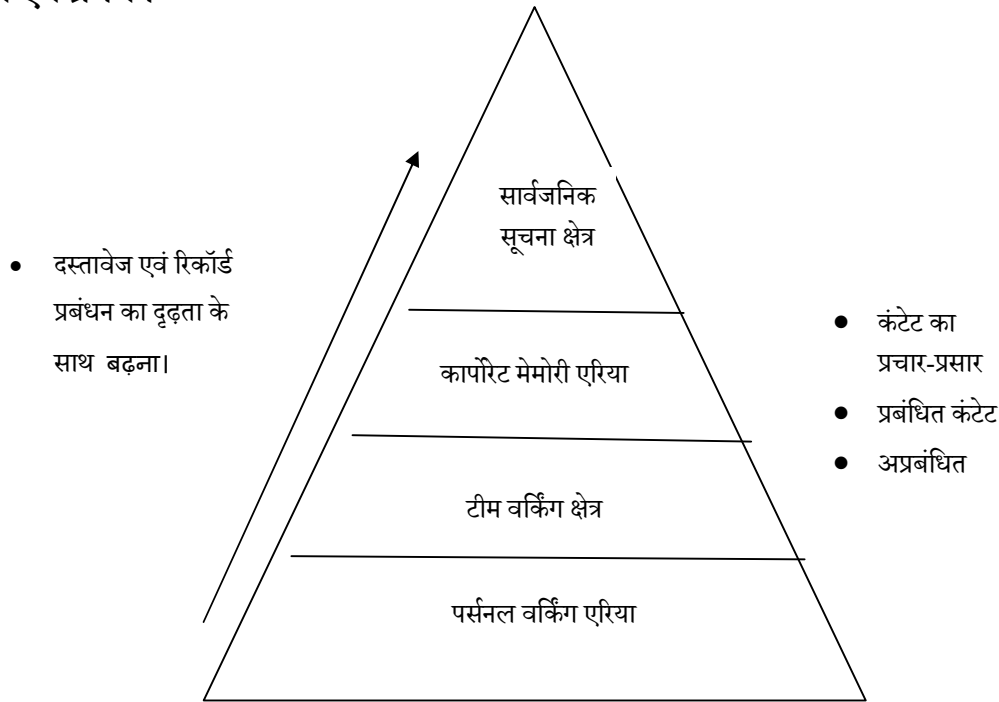 सार्वजनिक
सूचना क्षेत्र
• दस्तावेज एवं रिकॉर्ड
प्रबंधन का दृढ़ता के
साथ बढ़ना।
• कंटेट का
प्रचार-प्रसार
• प्रबंधित कंटेट
• अप्रबंधित
कार्पोरेट मेमोरी एरिया
टीम वर्किंग क्षेत्र
पर्सनल वर्किंग एरिया